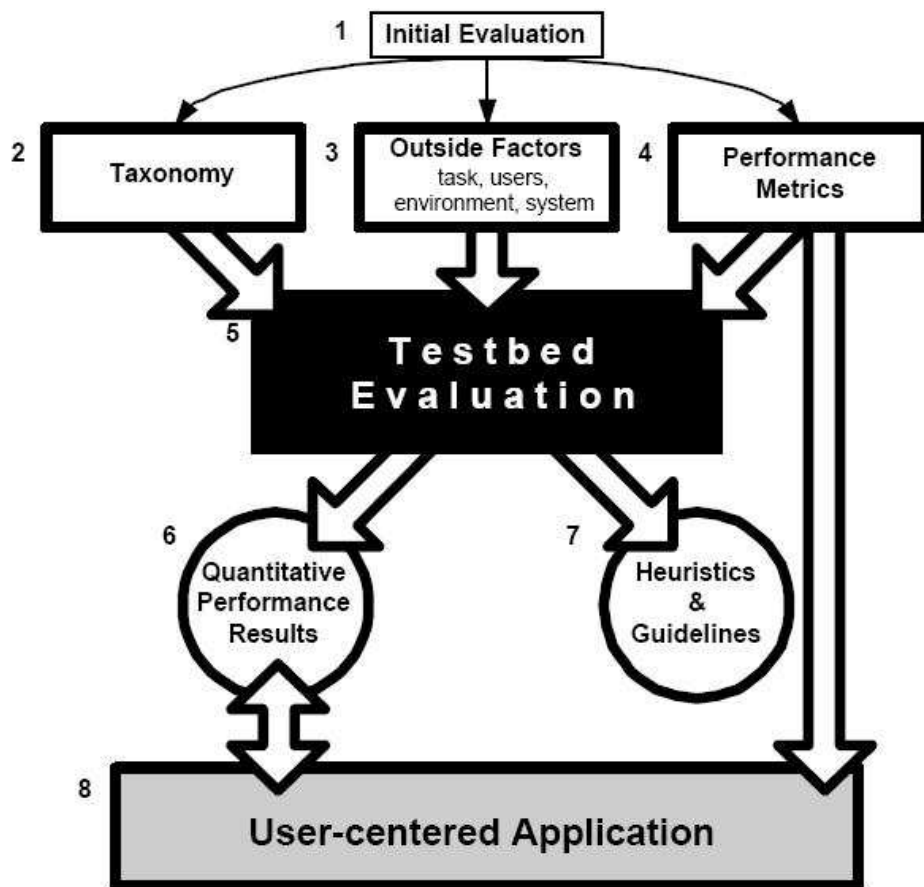 1
Initial Evaluation
2
Taxonomy
3
Outside Factors
task, users,
environment, system
4
Performance
Metrics
5
Testbed
Evaluation
6
Quantitative
Performance
Results
7
Heuristics
&
Guidelines
8
User-centered Application